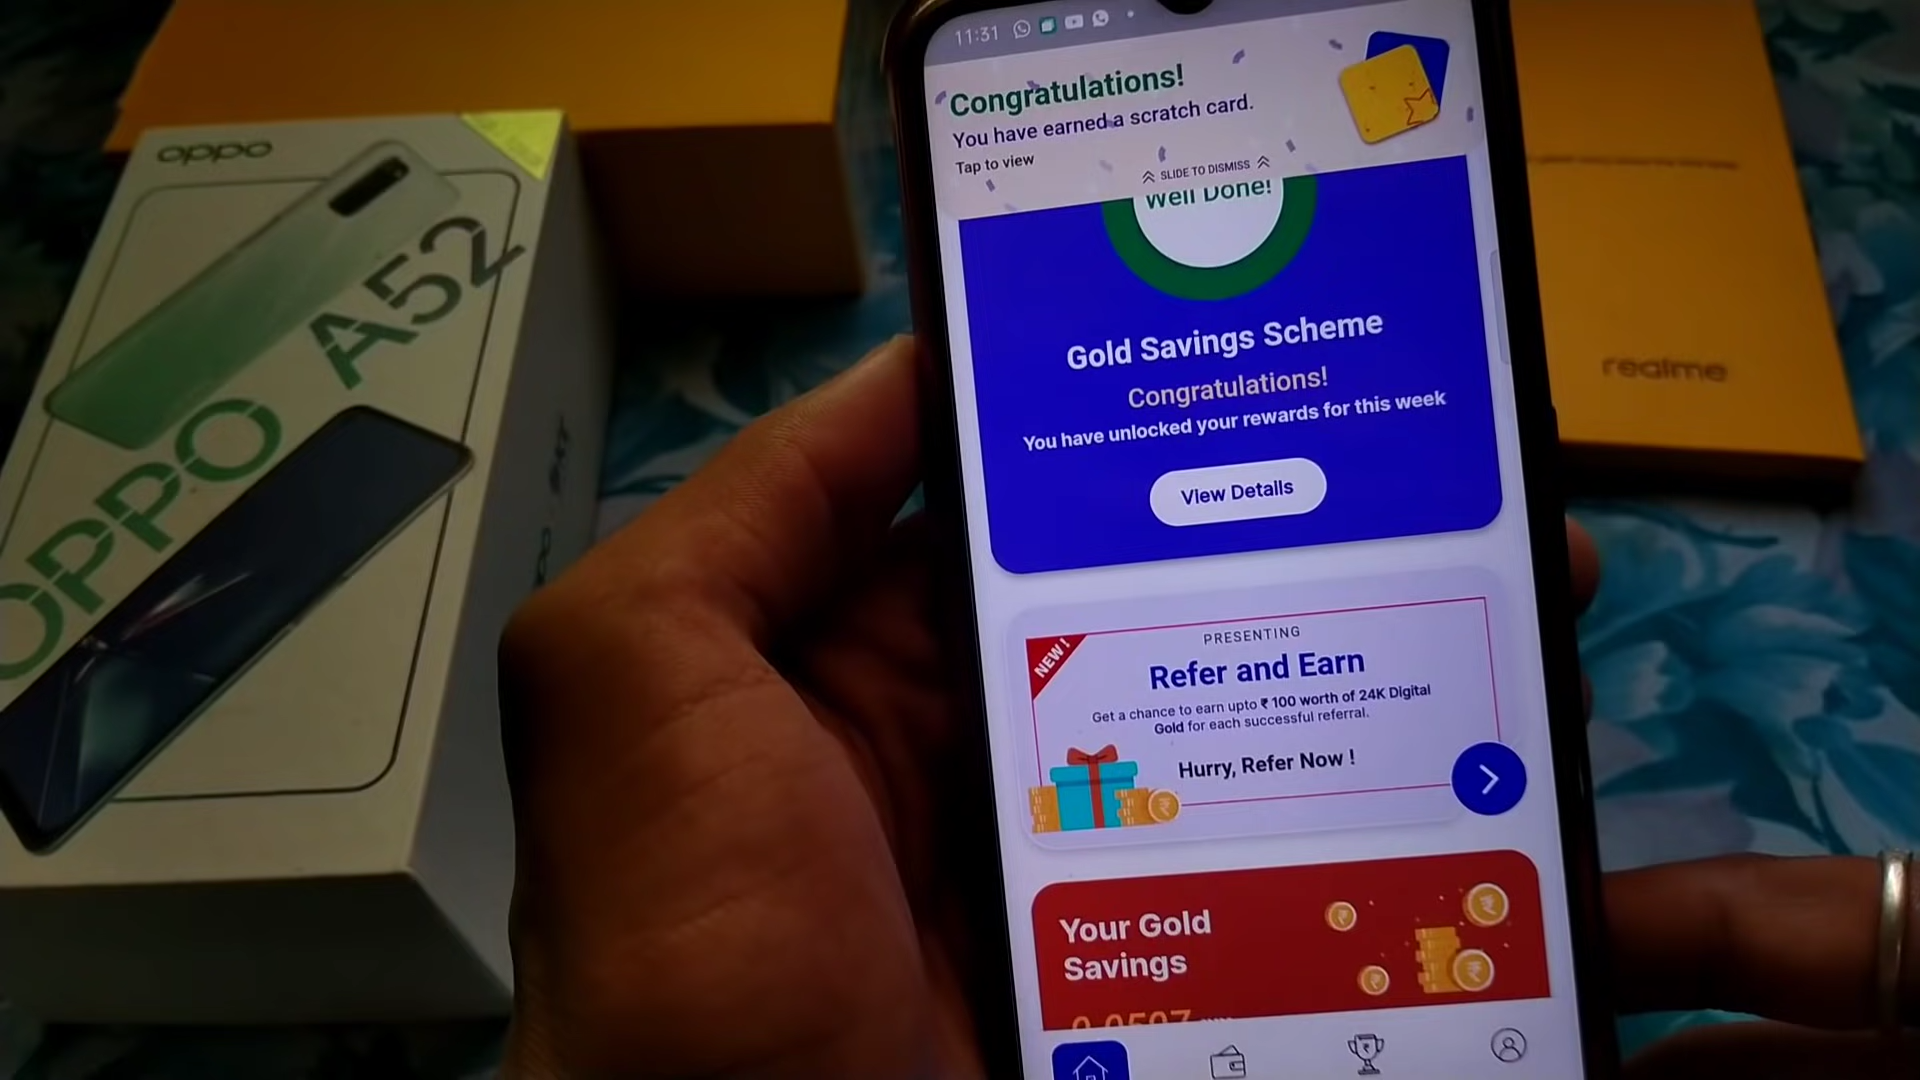 oppo
OPPO A52
realme
11:31
Congratulations!
You have earned a scratch card.
Tap to view
SLIDE TO DISMISS
Well Done!
Gold Savings Scheme
Congratulations!
You have unlocked your rewards for this week
View Details
NEW!
PRESENTING
Refer and Earn
Get a chance to earn upto ₹ 100 worth of 24K Digital
Gold for each successful referral.
Hurry, Refer Now !
Your Gold
Savings
0.0507